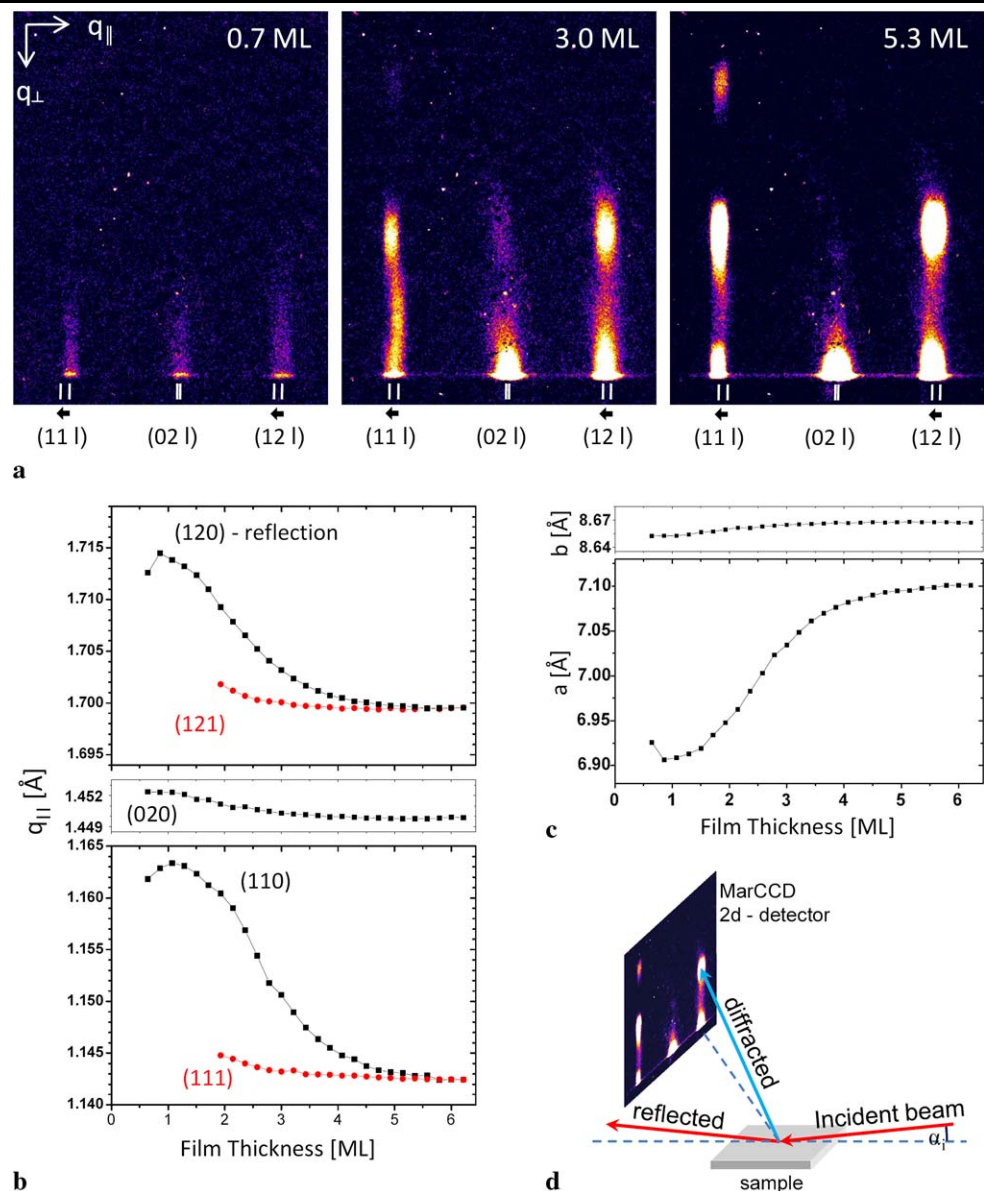 q∥ 0.7 ML 3.0 ML 5.3 ML
q⊥
(11 l) (02 l) (12 l) (11 l) (02 l) (12 l) (11 l) (02 l) (12 l)
a
(120) - reflection
1.715
1.710
1.705
1.700
1.695
(121)
q|| [Å]
1.452
1.449
(020)
1.165
1.160
1.155
1.150
1.145
1.140
(110)
(111)
0 1 2 3 4 5 6
Film Thickness [ML]
b
b [Å]
8.67
8.64
a [Å]
7.10
7.05
7.00
6.95
6.90
0 1 2 3 4 5 6
Film Thickness [ML]
c
MarCCD
2d - detector
diffracted
reflected
Incident beam
αi
sample
d